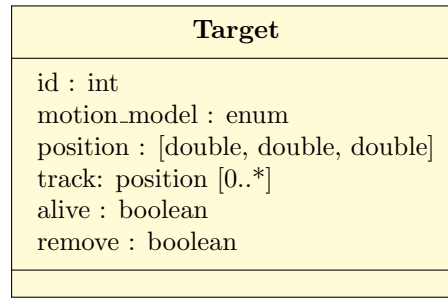 Target
id : int
motion_model : enum
position : [double, double, double]
track: position [0..*]
alive : boolean
remove : boolean